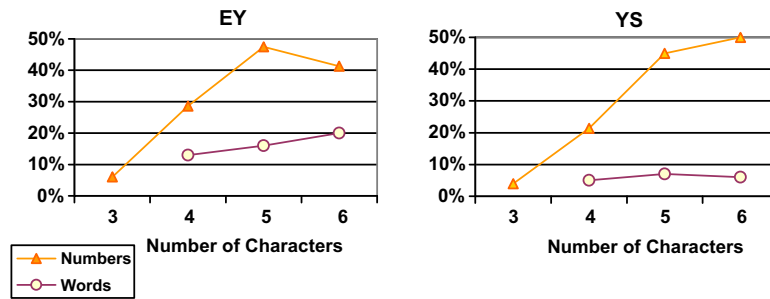 EY
50%
40%
30%
20%
10%
0%
3 4 5 6
Number of Characters
YS
50%
40%
30%
20%
10%
0%
3 4 5 6
Number of Characters
Numbers
Words